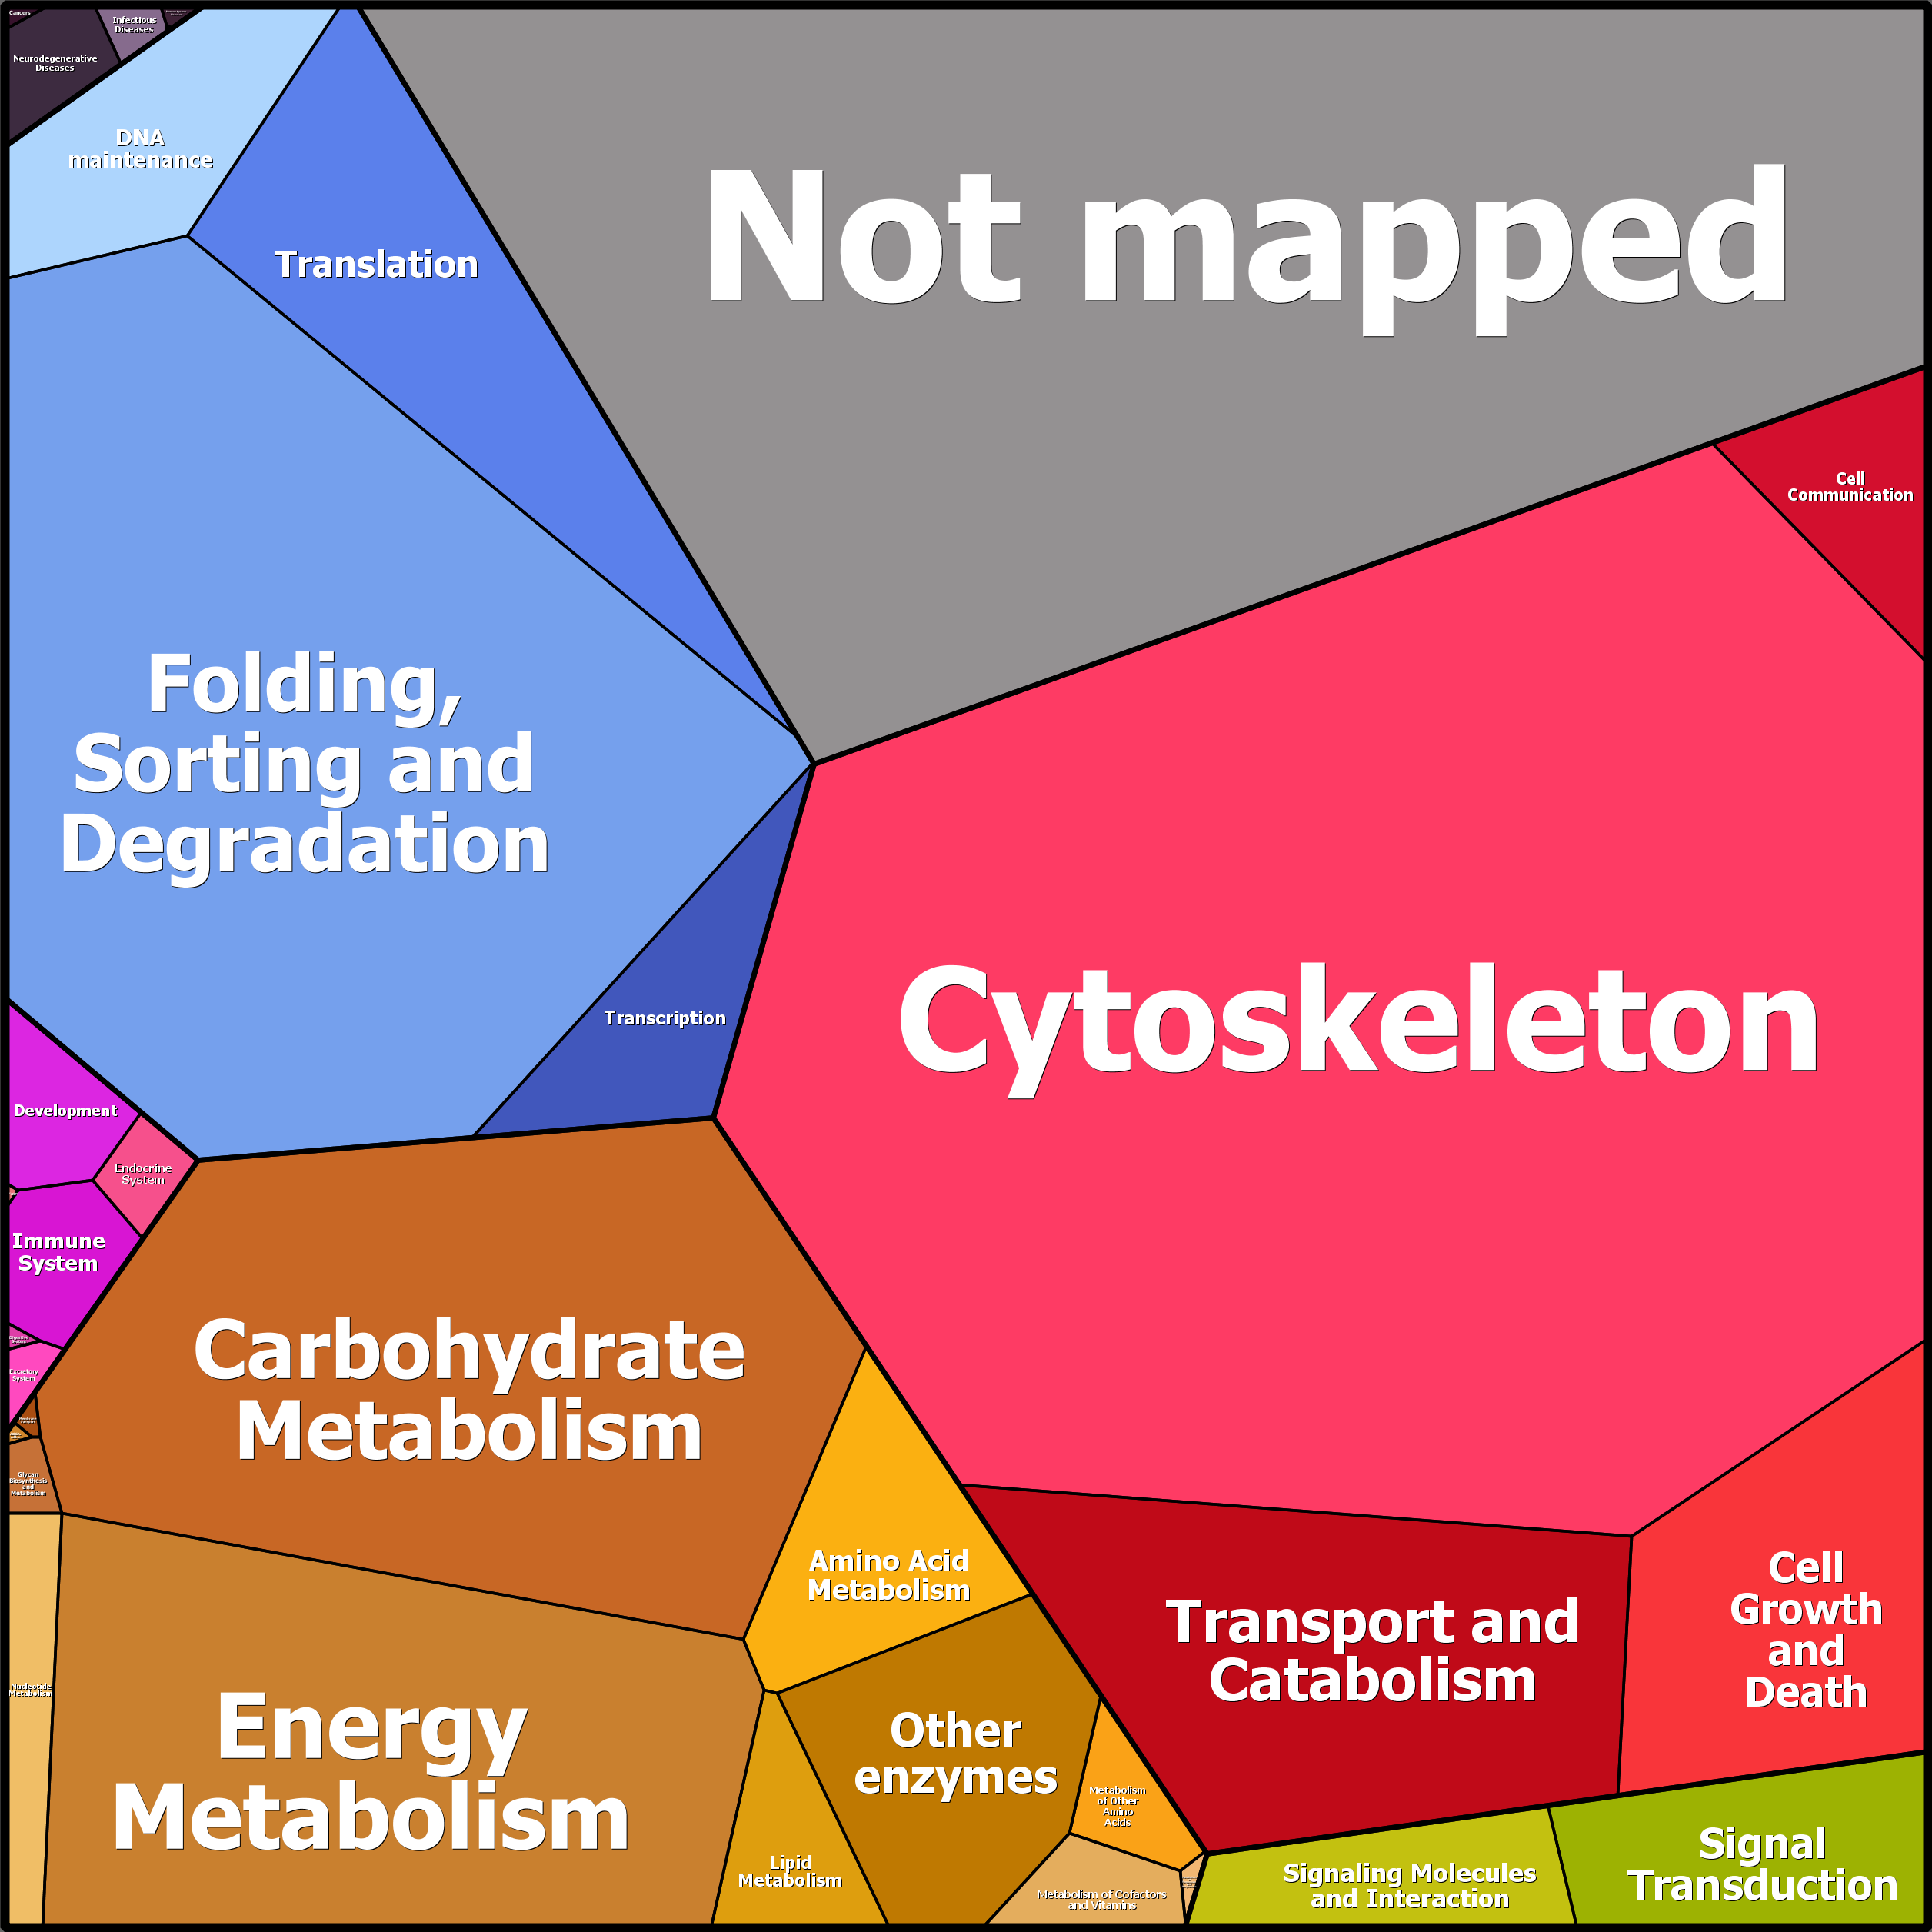 Cancers
Infectious
Diseases
Neurodegenerative
Diseases
DNA
maintenance
Translation
Not mapped
Cell
Communication
Folding,
Sorting and
Degradation
Transcription
Cytoskeleton
Development
Endocrine
System
Immune
System
Excretory
System
Carbohydrate
Metabolism
Glycan
Biosynthesis
and
Metabolism
Amino Acid
Metabolism
Transport and
Catabolism
Cell
Growth
and
Death
Nucleotide
Metabolism
Energy
Metabolism
Other
enzymes
Metabolism
of Other
Amino
Acids
Lipid
Metabolism
Metabolism of Cofactors
and Vitamins
Signaling Molecules
and Interaction
Signal
Transduction